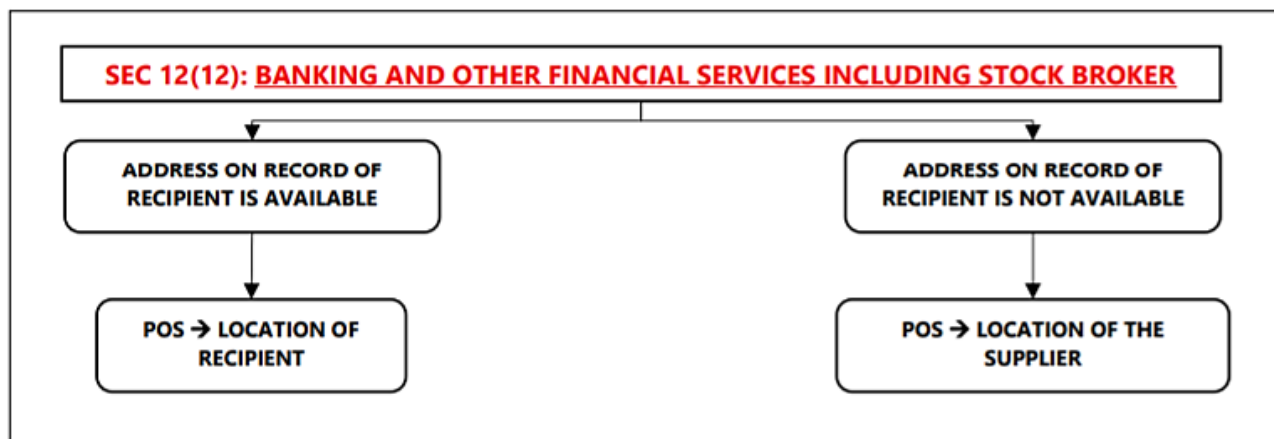 SEC 12(12): BANKING AND OTHER FINANCIAL SERVICES INCLUDING STOCK BROKER
ADDRESS ON RECORD OF
RECIPIENT IS AVAILABLE
ADDRESS ON RECORD OF
RECIPIENT IS NOT AVAILABLE
POS → LOCATION OF
RECIPIENT
POS → LOCATION OF THE
SUPPLIER